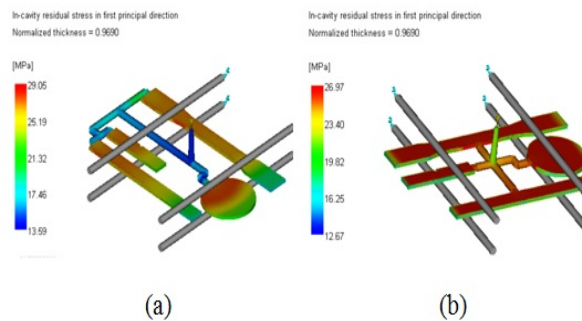 In-cavity residual stress in first principal direction
Normalized thickness = 0.9690
[MPa]
29.05
25.19
21.32
17.46
13.59
(a)
In-cavity residual stress in first principal direction
Normalized thickness = 0.9690
[MPa]
26.97
23.40
19.82
16.25
12.67
(b)